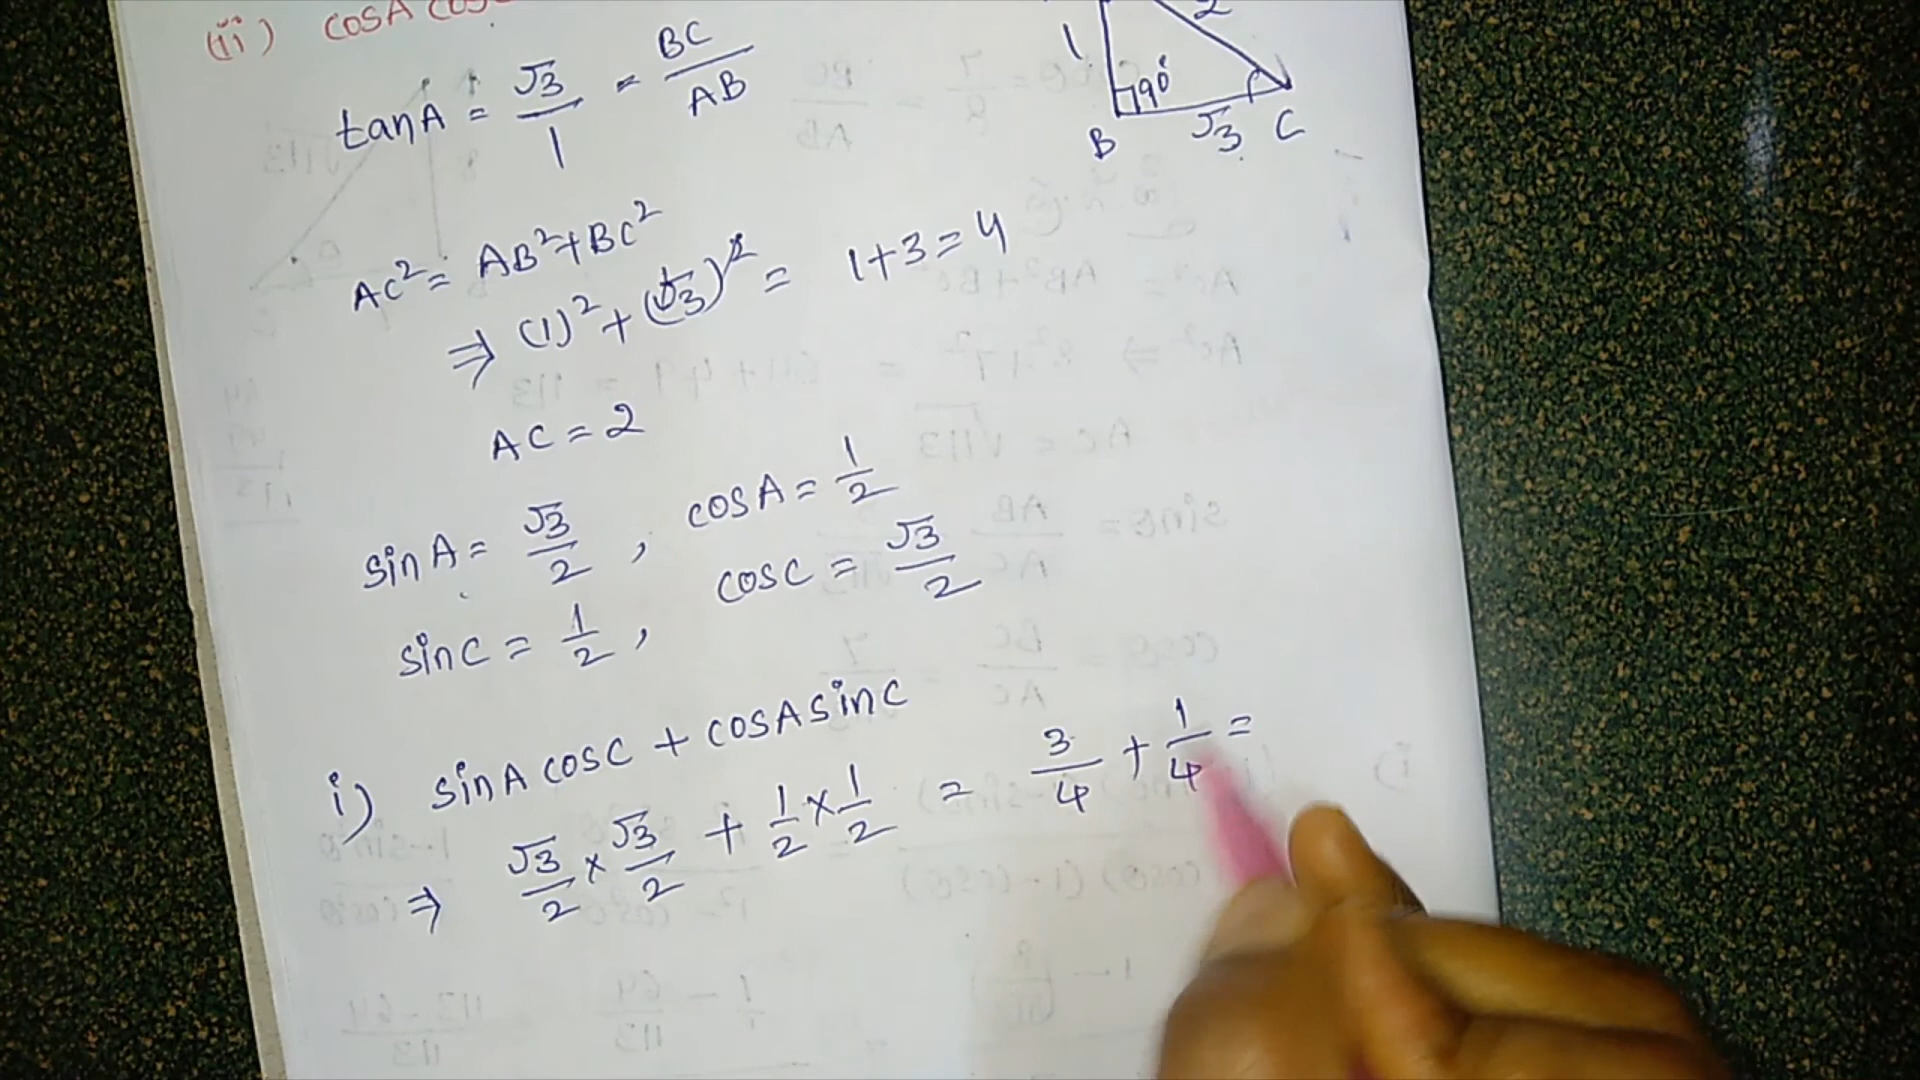 (ii) cosA cos
tanA = √3/1 = BC/AB
1
2
90°
B √3 C
AC² = AB²+BC²
⇒ (1)² + (√3)² = 1+3=4
AC = 2
sinA = √3/2 , cosA = 1/2
sinC = 1/2 , cosC = √3/2
i) sinA cosC + cosA sinC
⇒ √3/2 × √3/2 + 1/2 × 1/2 = 3/4 + 1/4 =